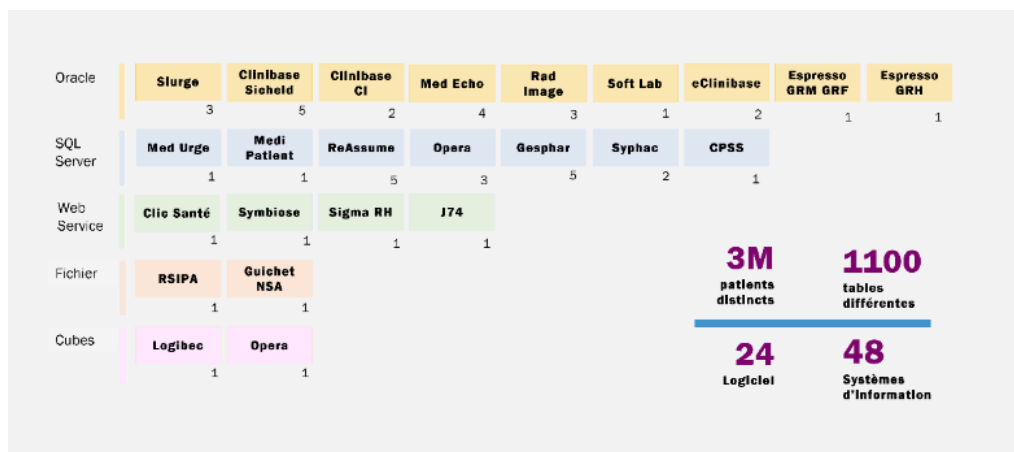 Oracle
Siurge
Clinibase
Sicheld
Clinibase
CI
Med Echo
Rad
Image
Soft Lab
eClinibase
Espresso
GRM GRF
Espresso
GRH
3
5
2
4
3
1
2
1
1
SQL
Server
Med Urge
Medi
Patient
ReAssume
Opera
Gesphar
Syphac
CPSS
1
1
5
3
5
2
1
Web
Service
Clic Santé
Symbiose
Sigma RH
J74
1
1
1
1
Fichier
RSIPA
Guichet
NSA
1
1
Cubes
Logibec
Opera
1
1
3M
patients
distincts
1100
tables
différentes
24
Logiciel
48
Systèmes
d'information